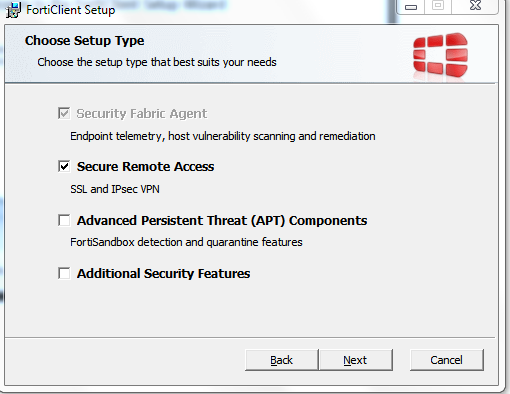 FortiClient Setup
Choose Setup Type
Choose the setup type that best suits your needs
Security Fabric Agent
Endpoint telemetry, host vulnerability scanning and remediation
Secure Remote Access
SSL and IPsec VPN
Advanced Persistent Threat (APT) Components
FortiSandbox detection and quarantine features
Additional Security Features
Back Next Cancel